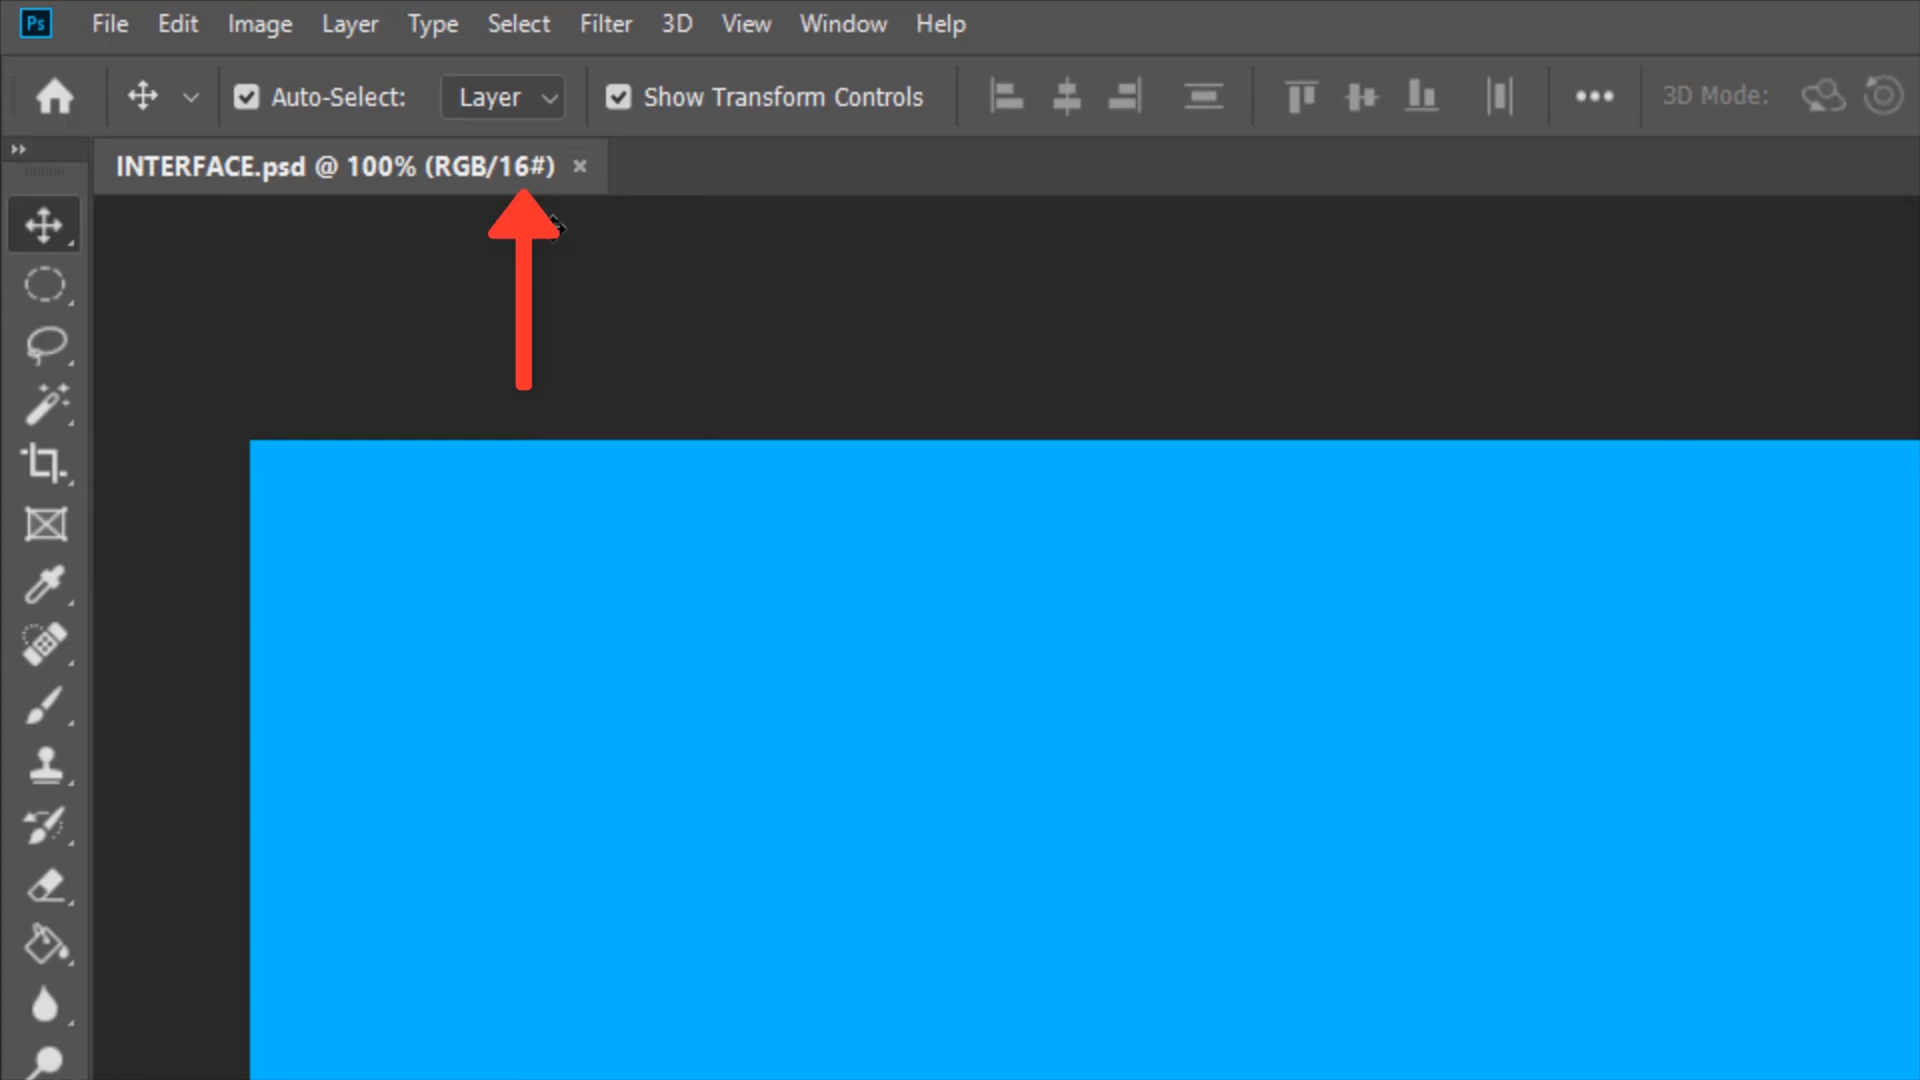 Ps File Edit Image Layer Type Select Filter 3D View Window Help
Auto-Select: Layer Show Transform Controls 3D Mode:
INTERFACE.psd @ 100% (RGB/16#)